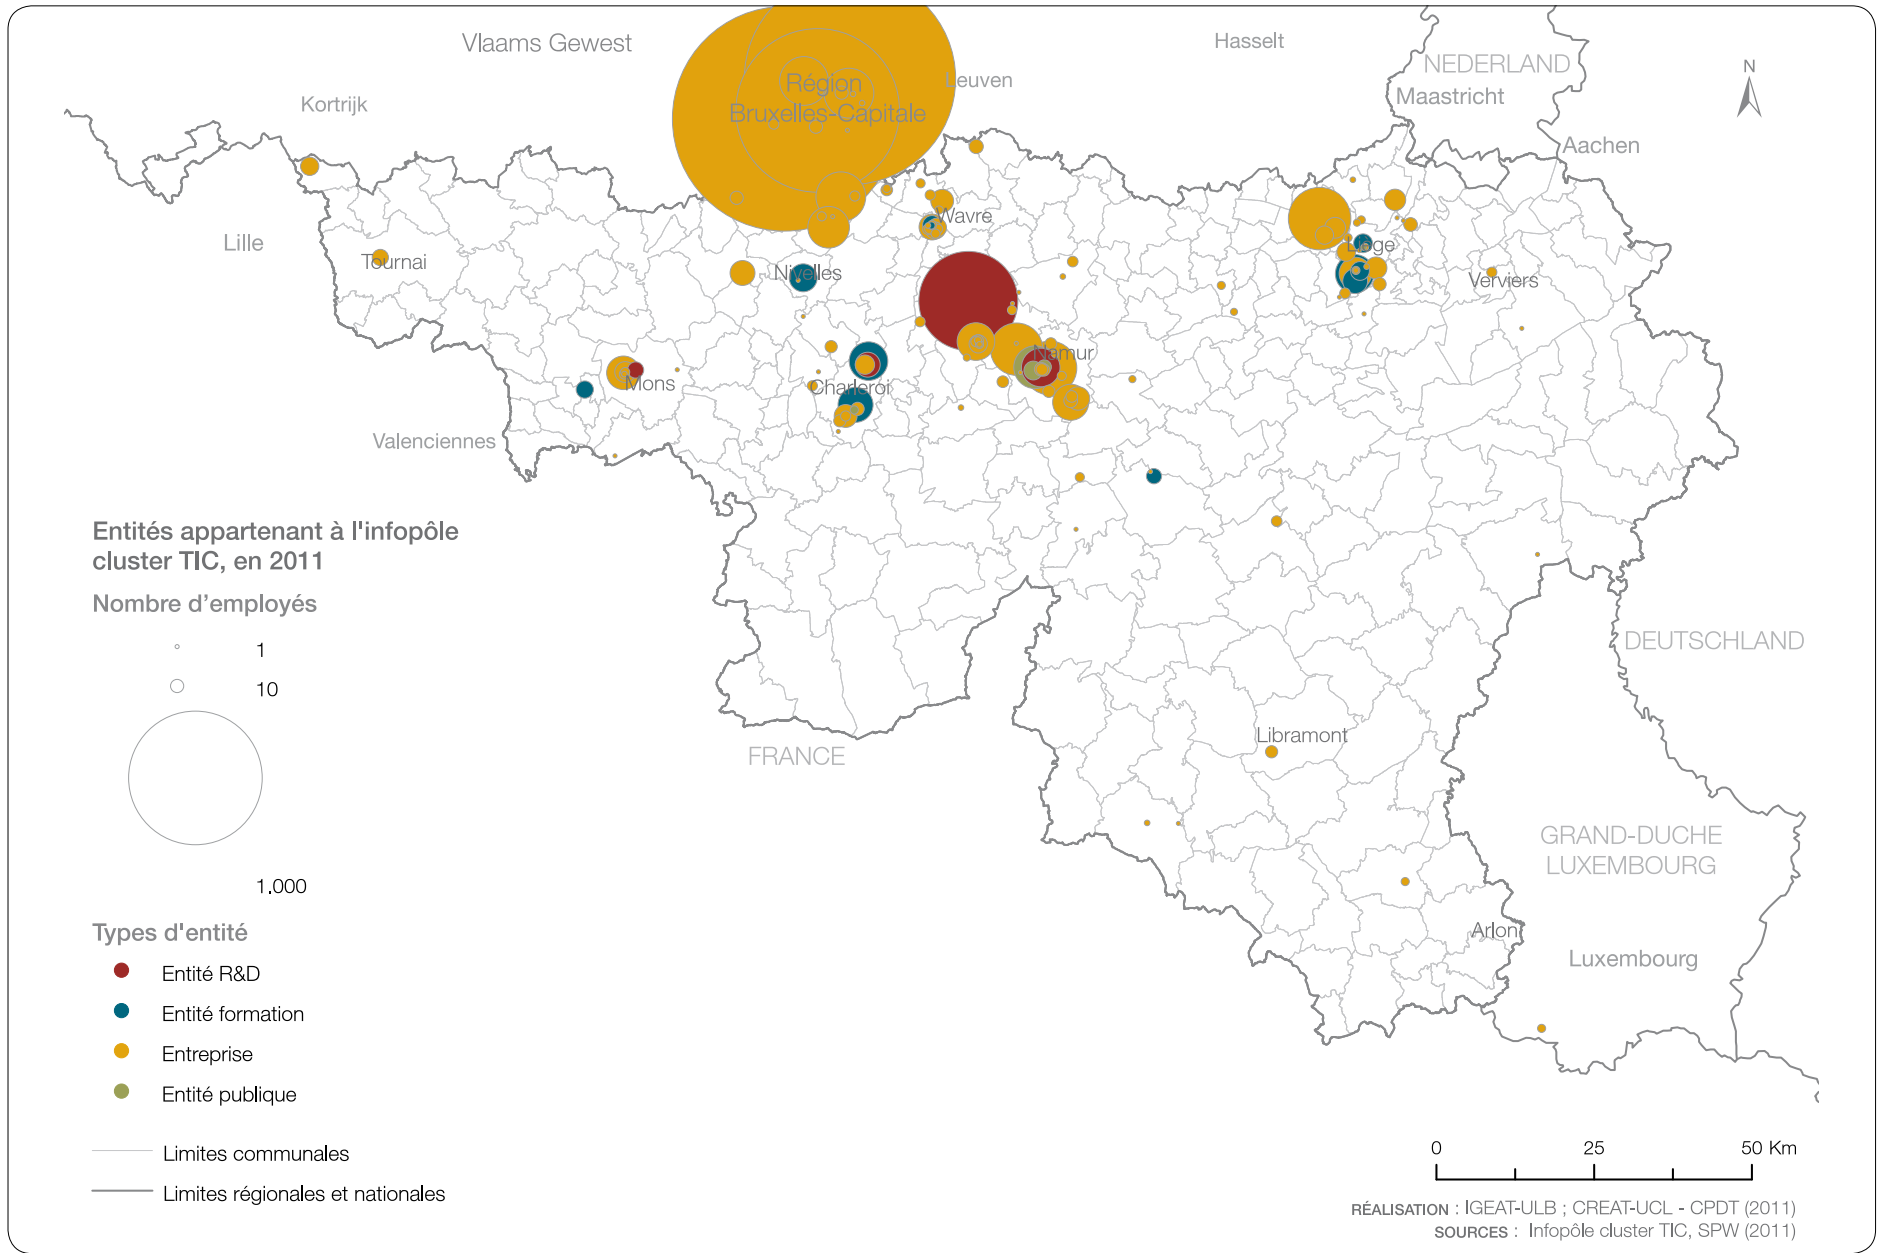 Vlaams Gewest
Hasselt
NEDERLAND
N
Kortrijk
Région
Bruxelles-Capitale
Leuven
Maastricht
Aachen
Lille
Tournai
Wavre
Nivelles
Liège
Verviers
Mons
Charleroi
Namur
Valenciennes
Entités appartenant à l'infopôle
cluster TIC, en 2011
Nombre d'employés
1
10
1.000
DEUTSCHLAND
FRANCE
Libramont
GRAND-DUCHE
LUXEMBOURG
Arlon
Luxembourg
Types d'entité
Entité R&D
Entité formation
Entreprise
Entité publique
Limites communales
Limites régionales et nationales
0 25 50 Km
RÉALISATION : IGEAT-ULB ; CREAT-UCL - CPDT (2011)
SOURCES : Infopôle cluster TIC, SPW (2011)